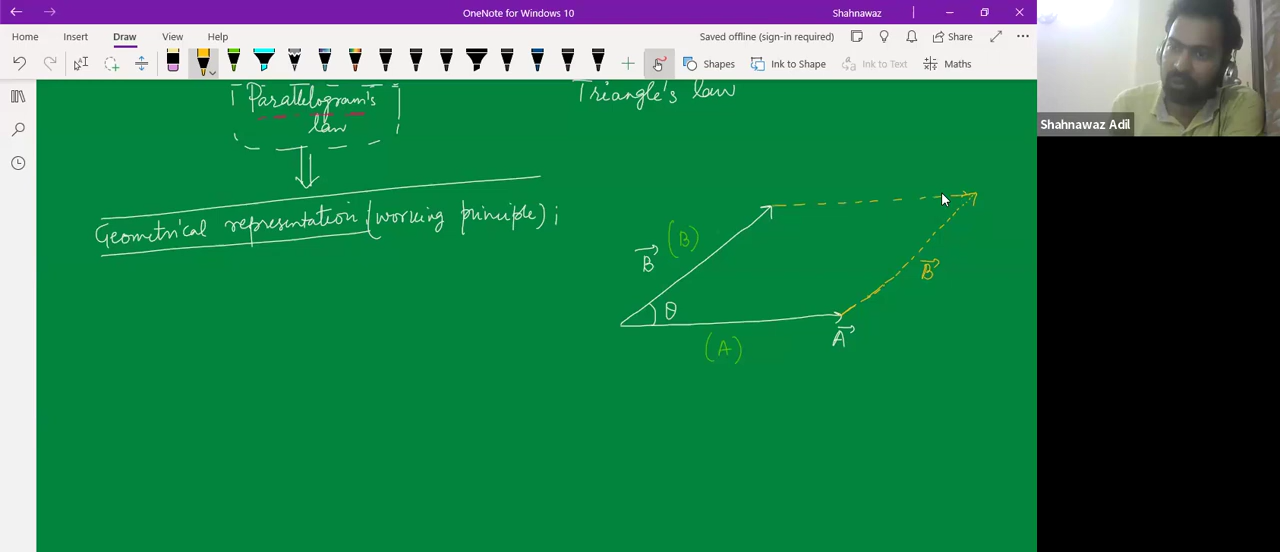 OneNote for Windows 10
Shahnawaz
Home Insert Draw View Help
Saved offline (sign-in required)
Share
Shapes
Ink to Shape
Ink to Text
Maths
Shahnawaz Adil
Parallelogram's
law
Triangle's law
Geometrical representation (working principle) ;
B
(B)
θ
(A)
A
B